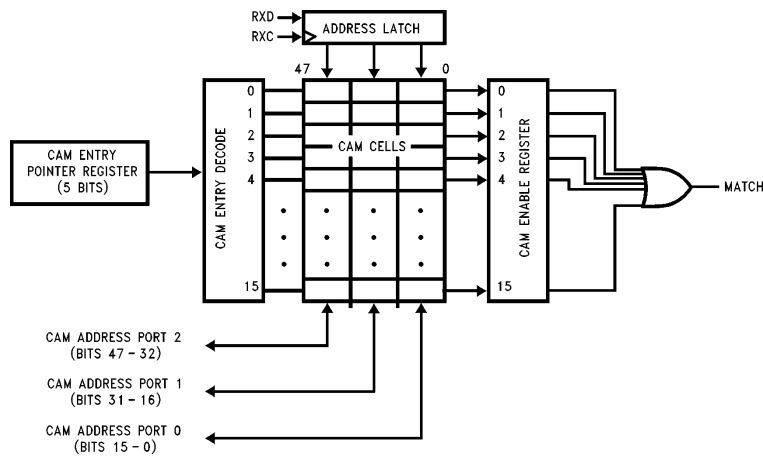 RXD
RXC
ADDRESS LATCH
47
0
CAM ENTRY
POINTER REGISTER
(5 BITS)
CAM ENTRY DECODE
0
1
2
3
4
15
CAM CELLS
0
1
2
3
4
15
CAM ENABLE REGISTER
MATCH
CAM ADDRESS PORT 2
(BITS 47 – 32)
CAM ADDRESS PORT 1
(BITS 31 – 16)
CAM ADDRESS PORT 0
(BITS 15 – 0)